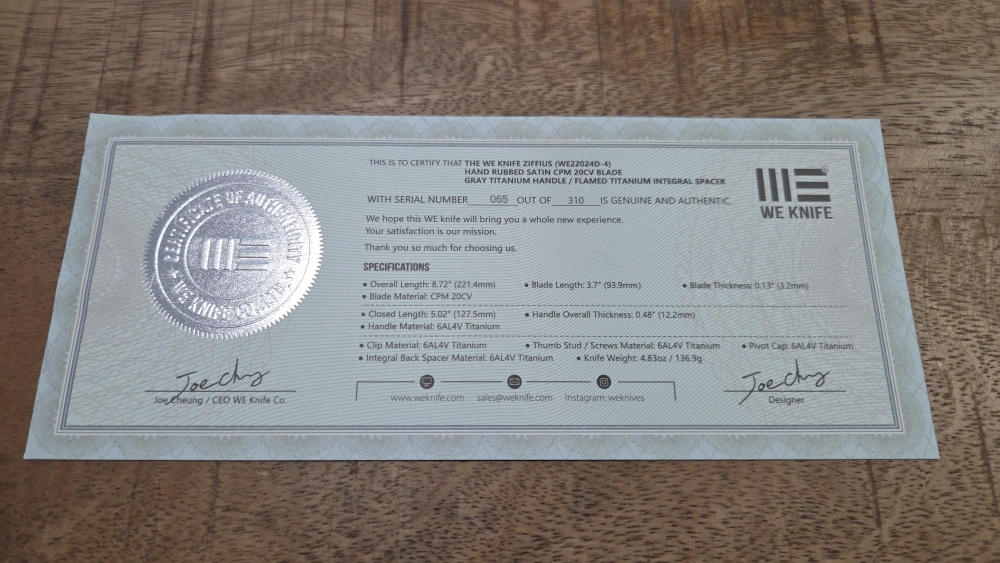 THIS IS TO CERTIFY THAT THE WE KNIFE ZIFFIUS (WE22024D-4)
HAND RUBBED SATIN CPM 20CV BLADE
GRAY TITANIUM HANDLE / FLAMED TITANIUM INTEGRAL SPACER
WITH SERIAL NUMBER 065 OUT OF 310 IS GENUINE AND AUTHENTIC.
WE KNIFE
CERTIFICATE OF AUTHENTICITY
WE KNIFE CO., LTD.
We hope this WE knife will bring you a whole new experience.
Your satisfaction is our mission.
Thank you so much for choosing us.
SPECIFICATIONS
• Overall Length: 8.72" (221.4mm) • Blade Length: 3.7" (93.9mm) • Blade Thickness: 0.13" (3.2mm)
• Blade Material: CPM 20CV
• Closed Length: 5.02" (127.5mm) • Handle Overall Thickness: 0.48" (12.2mm)
• Handle Material: 6AL4V Titanium
• Clip Material: 6AL4V Titanium • Thumb Stud / Screws Material: 6AL4V Titanium • Pivot Cap: 6AL4V Titanium
• Integral Back Spacer Material: 6AL4V Titanium • Knife Weight: 4.83oz / 136.9g
Joe Chug
Joe Cheung / CEO WE Knife Co.
www.weknife.com sales@weknife.com Instagram: weknives
Joe Chug
Designer